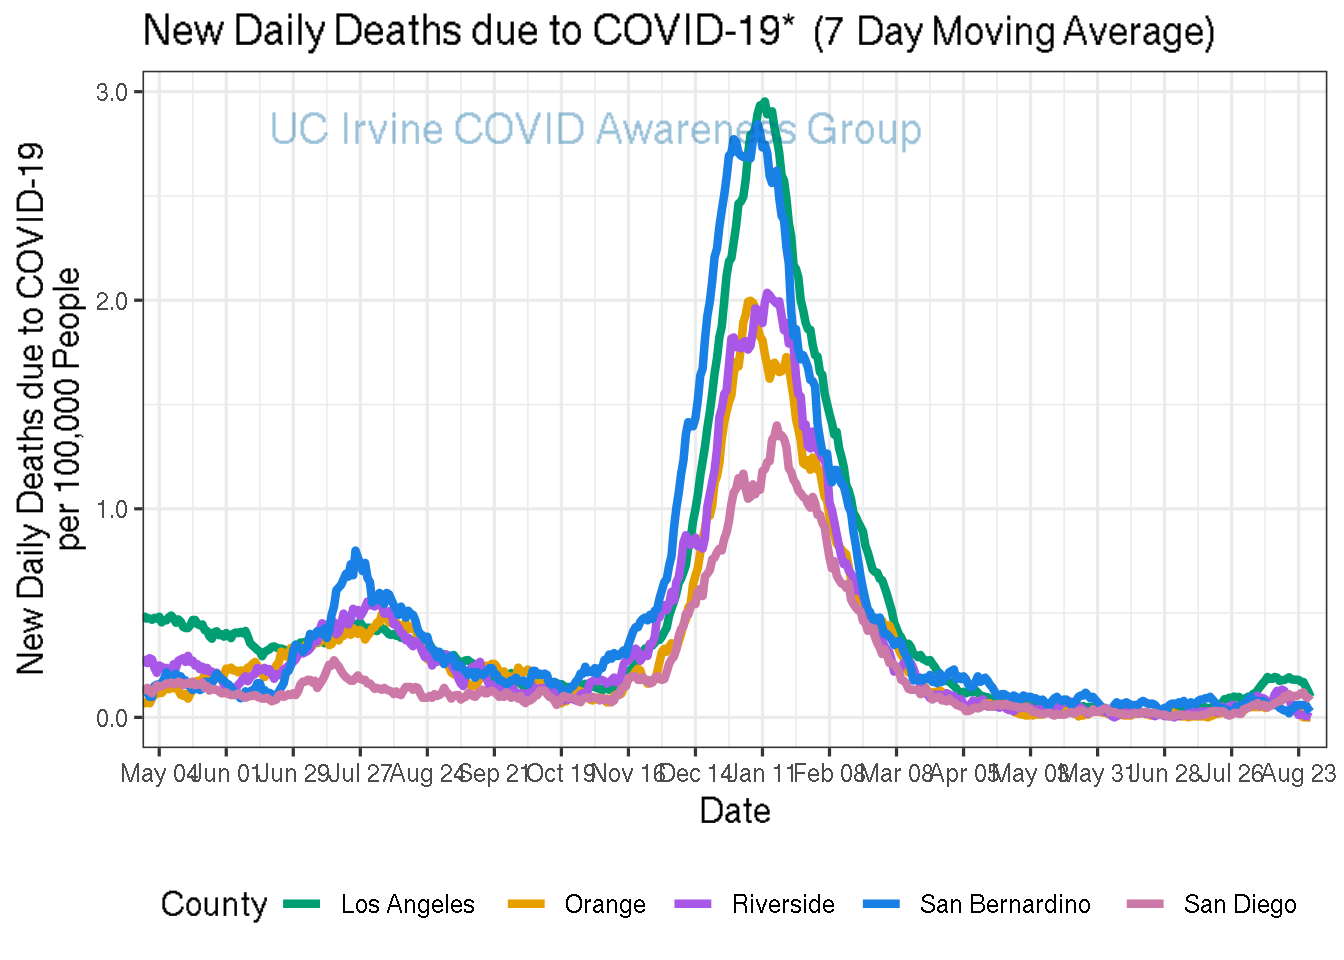 New Daily Deaths due to COVID-19* (7 Day Moving Average)
UC Irvine COVID Awareness Group
New Daily Deaths due to COVID-19
per 100,000 People
3.0
2.0
1.0
0.0
May 04 Jun 01 Jun 29 Jul 27 Aug 24 Sep 21 Oct 19 Nov 16 Dec 14 Jan 11 Feb 08 Mar 08 Apr 05 May 03 May 31 Jun 28 Jul 26 Aug 23
Date
County Los Angeles Orange Riverside San Bernardino San Diego